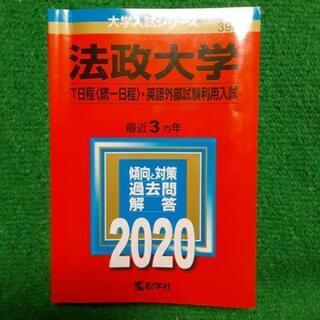 大学入試シリーズ
39
法政大学
T日程〈統一日程〉・英語外部試験利用入試
最近3カ年
傾向と対策
過去問
解答
2020
教学社